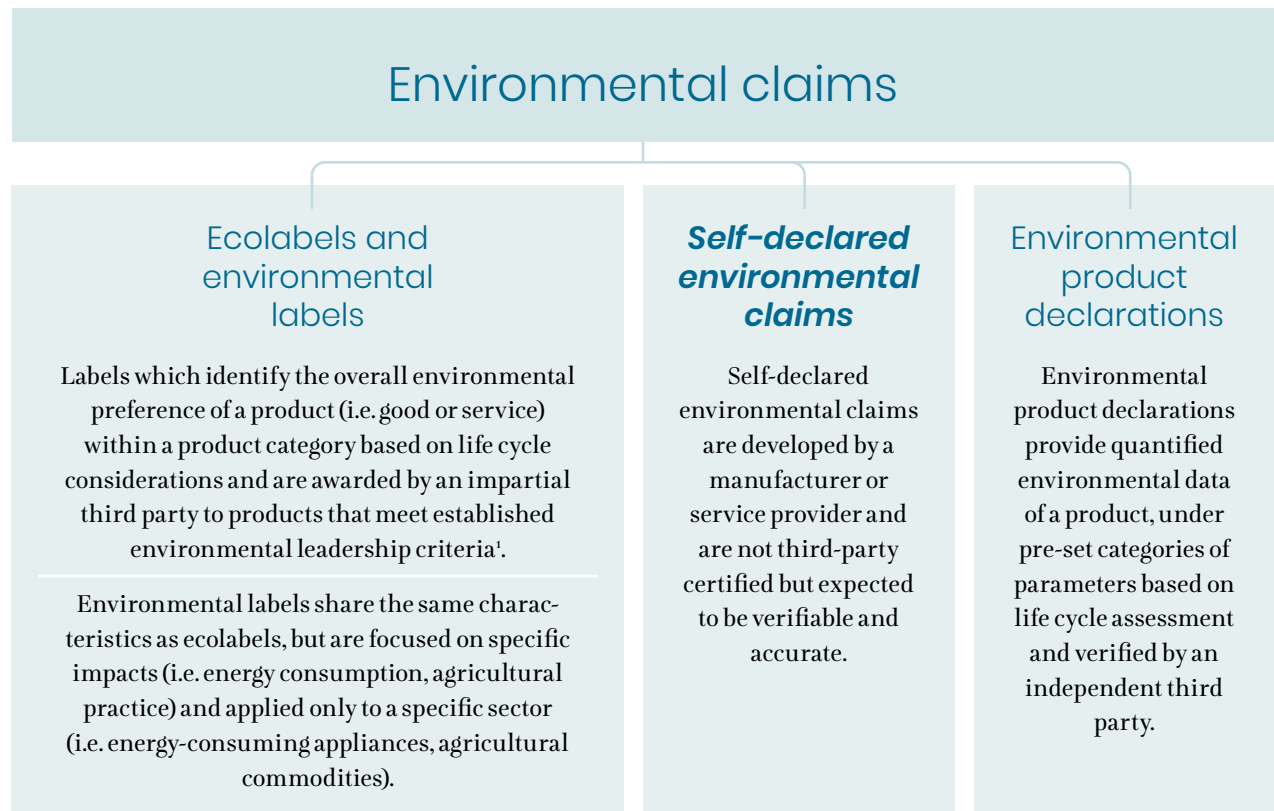 Environmental claims
Ecolabels and
environmental
labels
Labels which identify the overall environmental
preference of a product (i.e. good or service)
within a product category based on life cycle
considerations and are awarded by an impartial
third party to products that meet established
environmental leadership criteria¹.
Environmental labels share the same charac-
teristics as ecolabels, but are focused on specific
impacts (i.e. energy consumption, agricultural
practice) and applied only to a specific sector
(i.e. energy-consuming appliances, agricultural
commodities).
Self-declared
environmental
claims
Self-declared
environmental claims
are developed by a
manufacturer or
service provider and
are not third-party
certified but expected
to be verifiable and
accurate.
Environmental
product
declarations
Environmental
product declarations
provide quantified
environmental data
of a product, under
pre-set categories of
parameters based on
life cycle assessment
and verified by an
independent third
party.